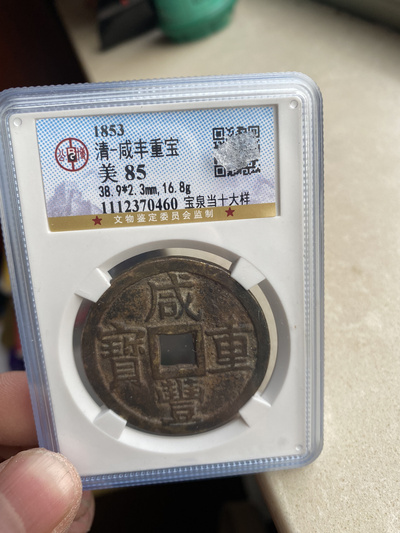 1853
清-咸丰重宝
美 85
38.9*2.3mm,16.8g
1112370460 宝泉当十大样
★ 文物鉴定委员会监制 ★
咸
豐
重
寶